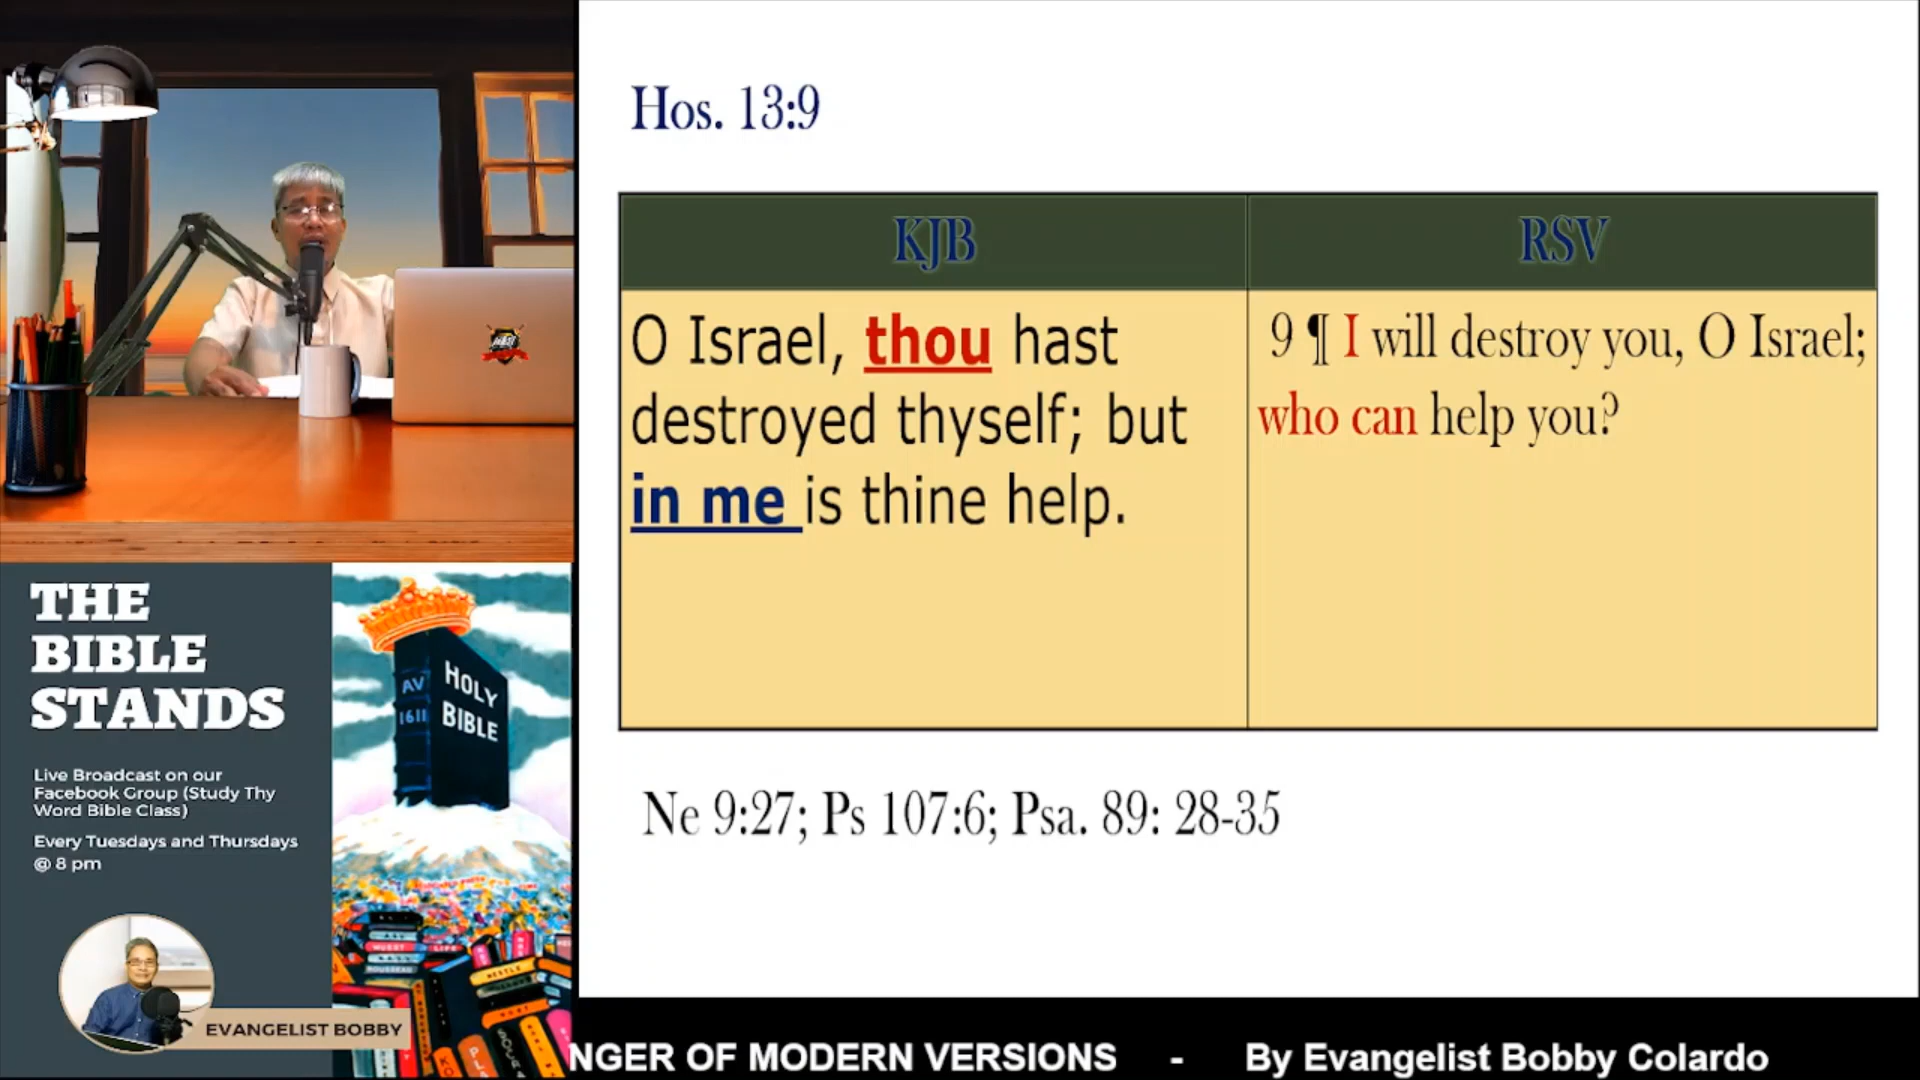 Hos. 13:9
KJB
RSV
O Israel, thou hast
destroyed thyself; but
in me is thine help.
9 ¶ I will destroy you, O Israel;
who can help you?
Ne 9:27; Ps 107:6; Psa. 89: 28-35
THE
BIBLE
STANDS
Live Broadcast on our
Facebook Group (Study Thy
Word Bible Class)
Every Tuesdays and Thursdays
@ 8 pm
AV
1611
HOLY
BIBLE
EVANGELIST BOBBY
NGER OF MODERN VERSIONS - By Evangelist Bobby Colardo